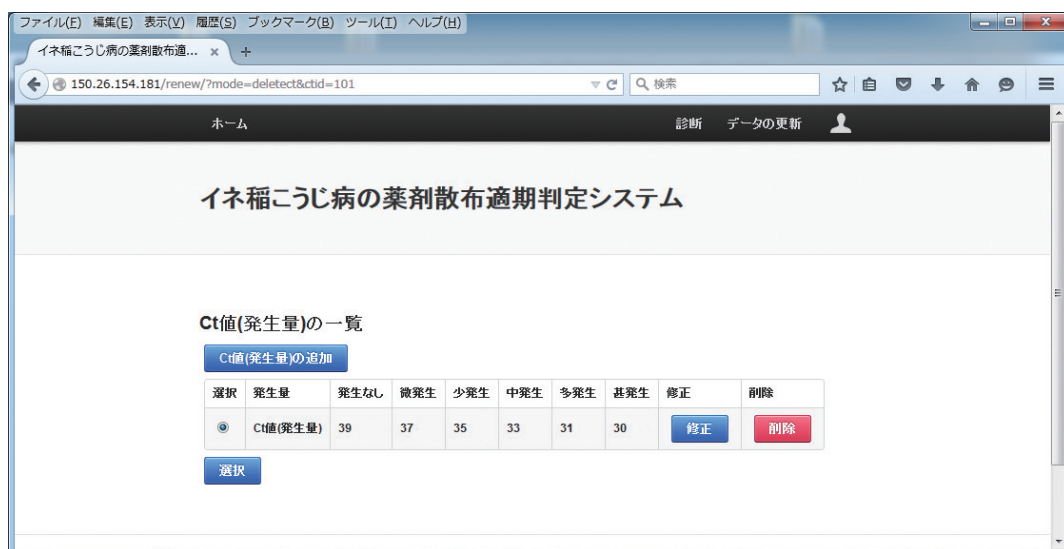 ファイル(F) 編集(E) 表示(V) 履歴(S) ブックマーク(B) ツール(T) ヘルプ(H)
イネ稲こうじ病の薬剤散布適... × +
150.26.154.181/renew/?mode=deletect&ctid=101 検索
ホーム 診断 データの更新
イネ稲こうじ病の薬剤散布適期判定システム
Ct値(発生量)の一覧
Ct値(発生量)の追加
選択 発生量 発生なし 微発生 少発生 中発生 多発生 甚発生 修正 削除
Ct値(発生量) 39 37 35 33 31 30 修正 削除
選択